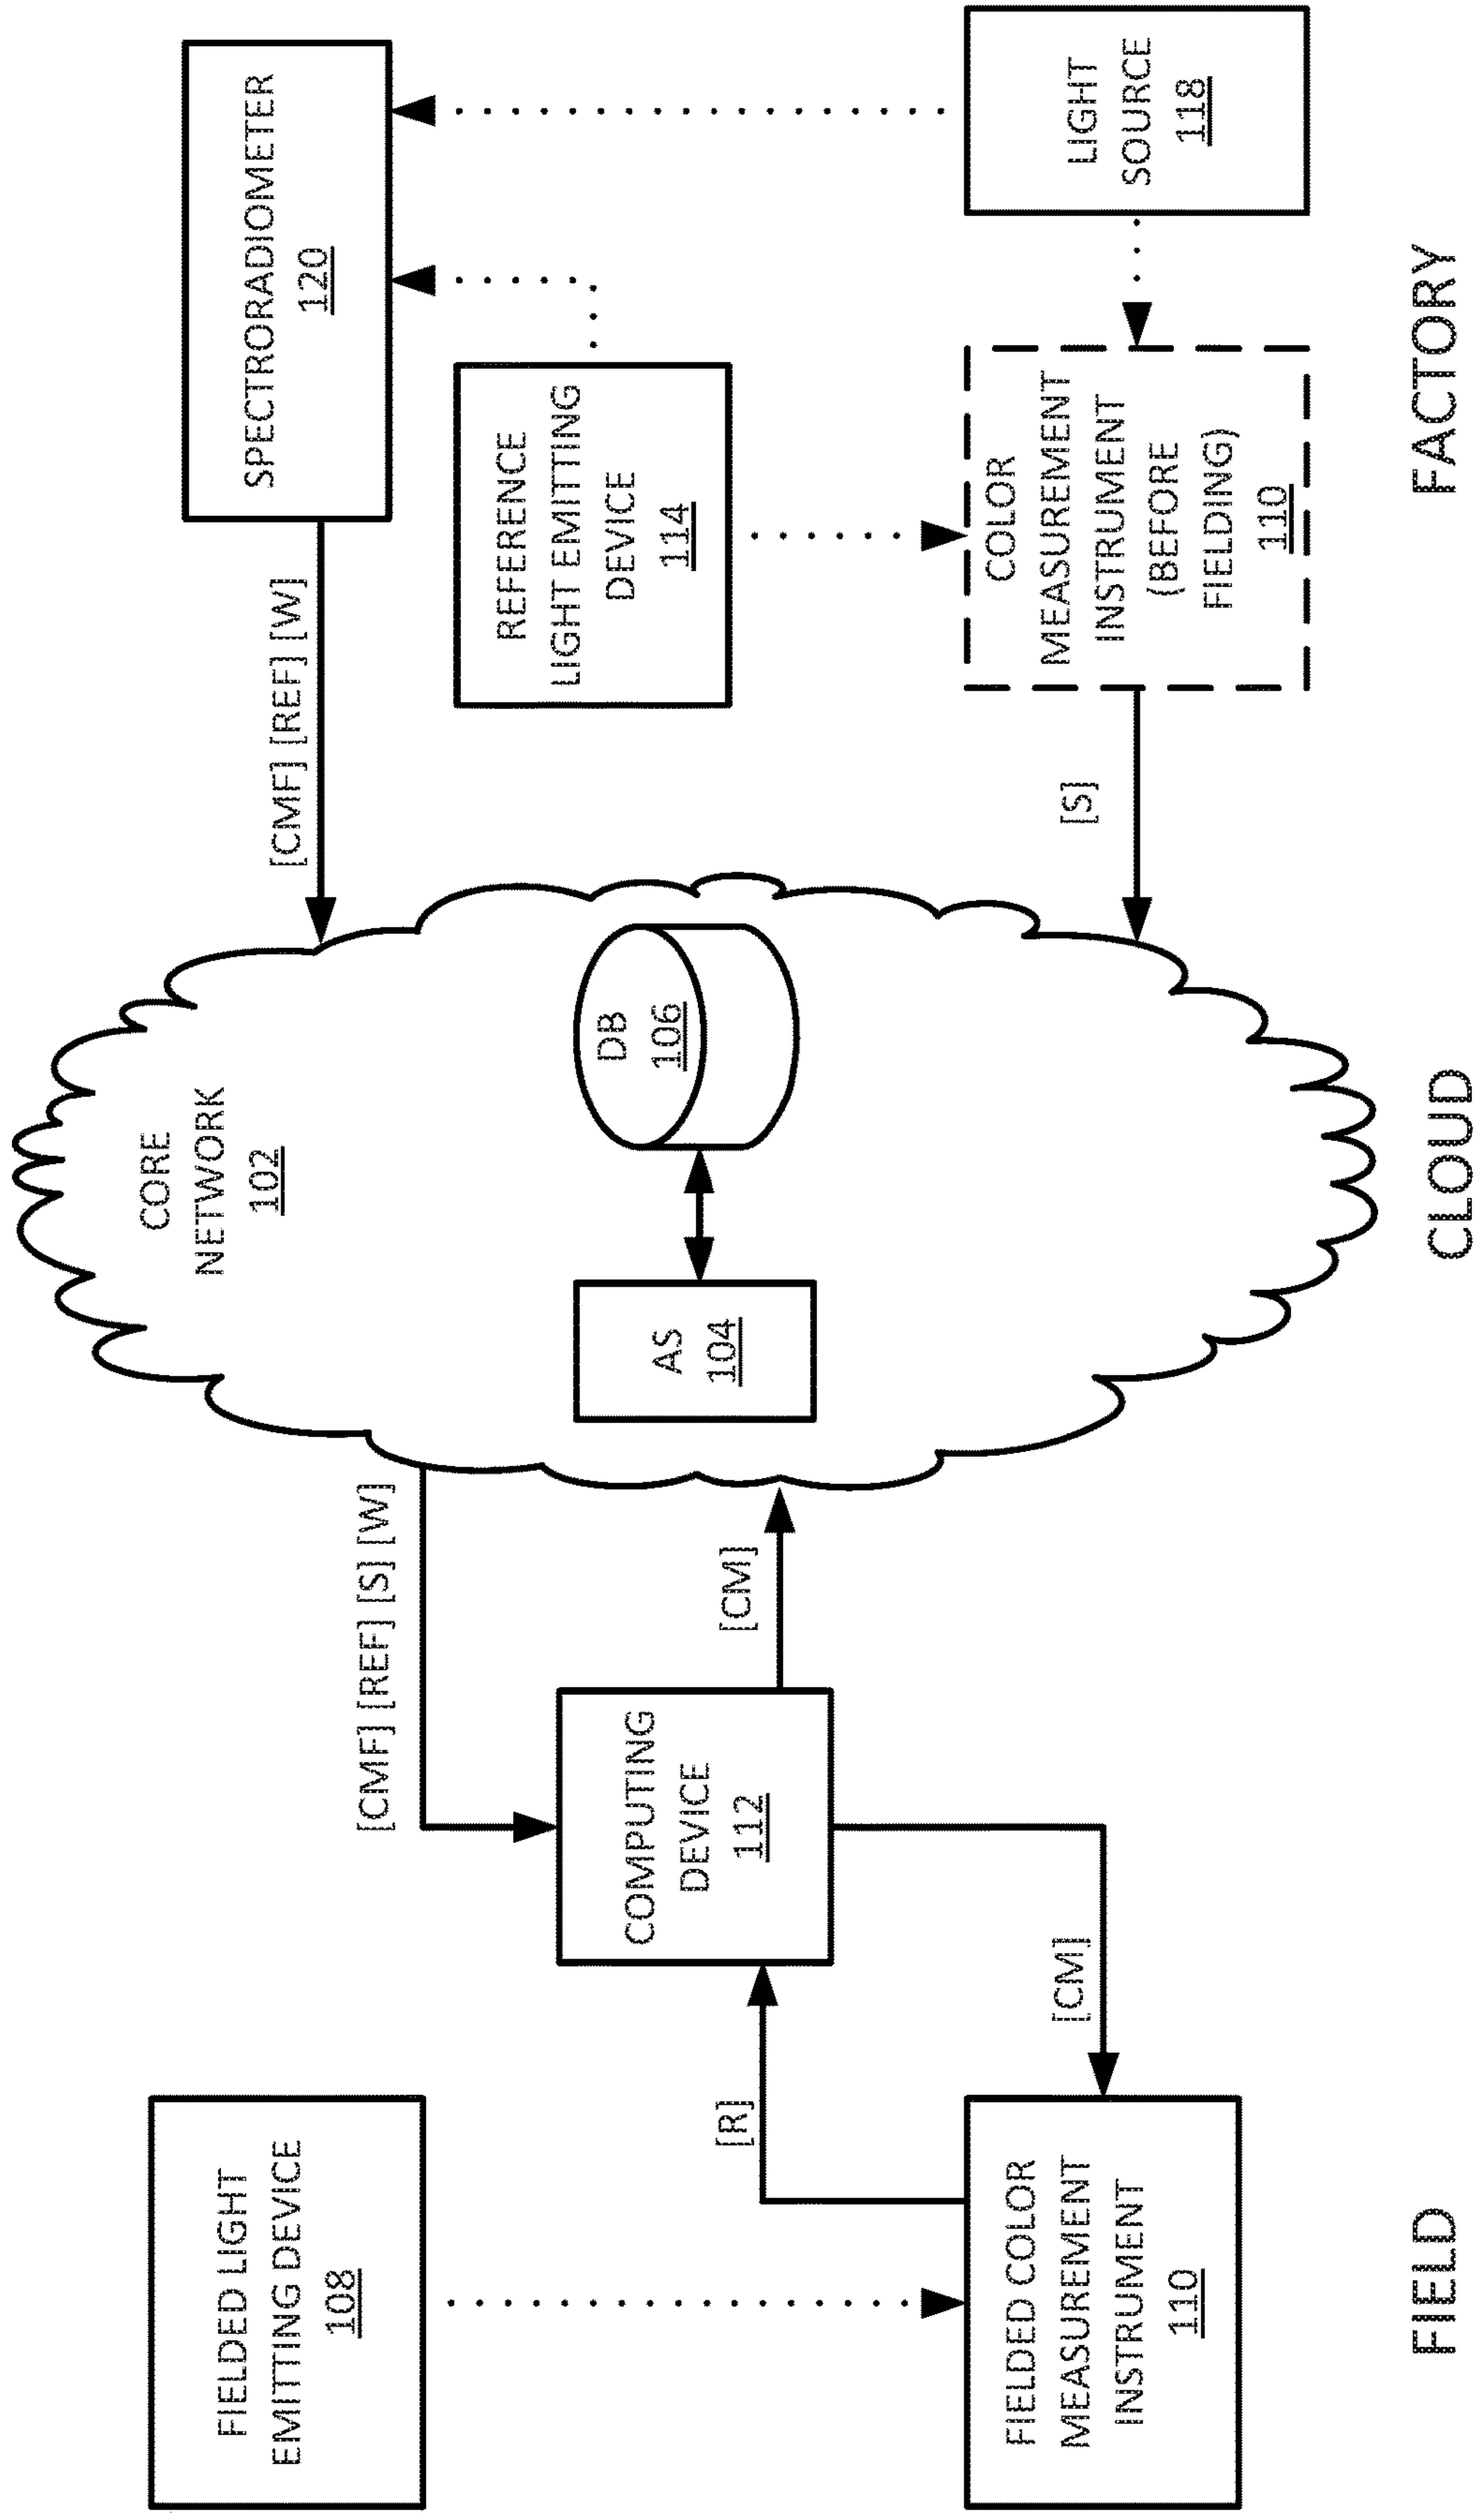 FIELDED LIGHT
EMITTING DEVICE
108
[CMF] [REF] [S] [W]
CORE
NETWORK
102
[CMF] [REF] [W]
SPECTRORADIOMETER
120
COMPUTING
DEVICE
112
[R]
[CM]
AS
104
DB
106
REFERENCE
LIGHT EMITTING
DEVICE
114
FIELDED COLOR
MEASUREMENT
INSTRUMENT
110
[CM]
[S]
COLOR
MEASUREMENT
INSTRUMENT
(BEFORE
FIELDING)
110
LIGHT
SOURCE
118
FIELD
CLOUD
FACTORY